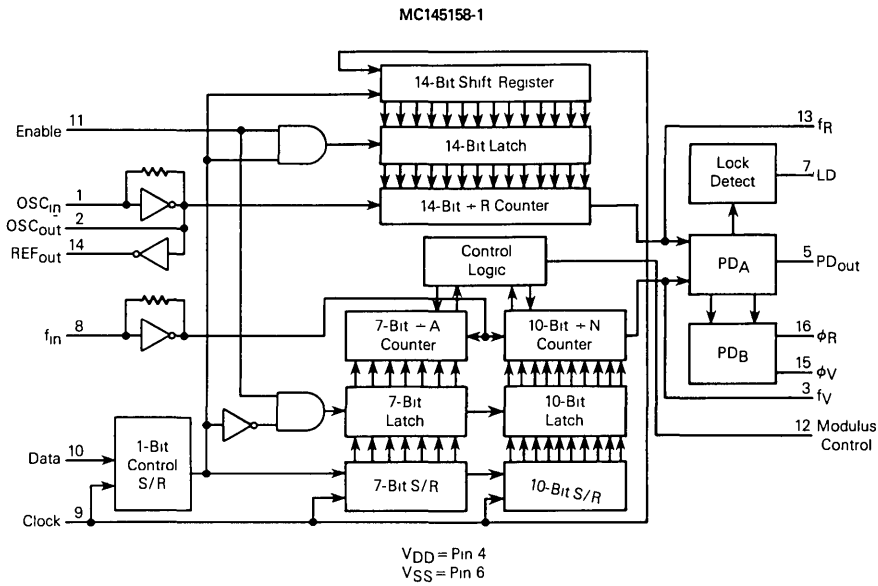 MC145158-1
14-Bit Shift Register
Enable 11
14-Bit Latch
13 fR
Lock
Detect
7 LD
OSCin 1
OSCout 2
14-Bit ÷ R Counter
REFout 14
Control
Logic
PDA
5 PDout
fin 8
7-Bit ÷ A
Counter
10-Bit ÷ N
Counter
PDB
16 ϕR
15 ϕV
3 fV
7-Bit
Latch
10-Bit
Latch
12 Modulus
Control
Data 10
1-Bit
Control
S/R
7-Bit S/R
10-Bit S/R
Clock 9
VDD = Pin 4
VSS = Pin 6